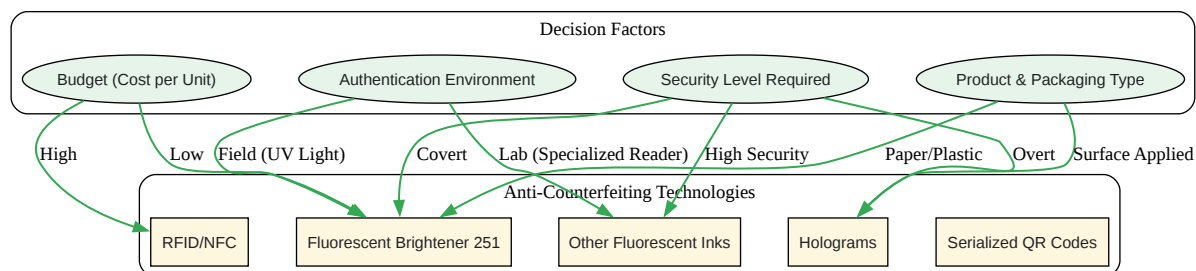 Decision Factors
Budget (Cost per Unit)
Authentication Environment
Security Level Required
Product & Packaging Type
High
Low
Field (UV Light)
Covert
Lab (Specialized Reader)
High Security
Paper/Plastic
Overt
Surface Applied
Anti-Counterfeiting Technologies
RFID/NFC
Fluorescent Brightener 251
Other Fluorescent Inks
Holograms
Serialized QR Codes